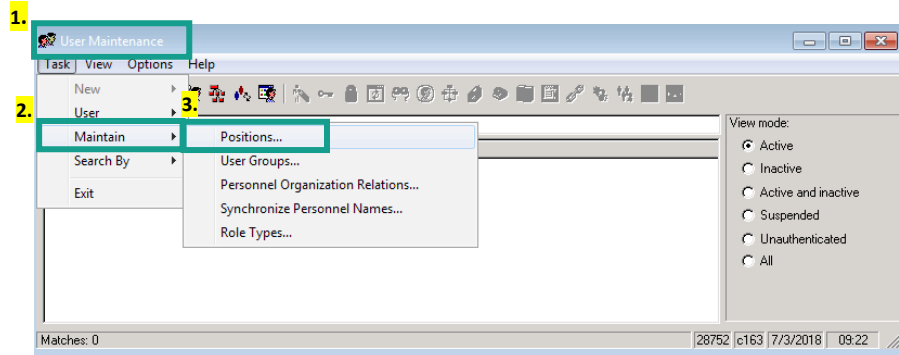 1.
User Maintenance
Task View Options Help
New
2.
3.
User
Maintain
Positions...
Search By
User Groups...
Exit
Personnel Organization Relations...
Synchronize Personnel Names...
Role Types...
View mode:
Active
Inactive
Active and inactive
Suspended
Unauthenticated
All
Matches: 0
28752 c163 7/3/2018 09:22